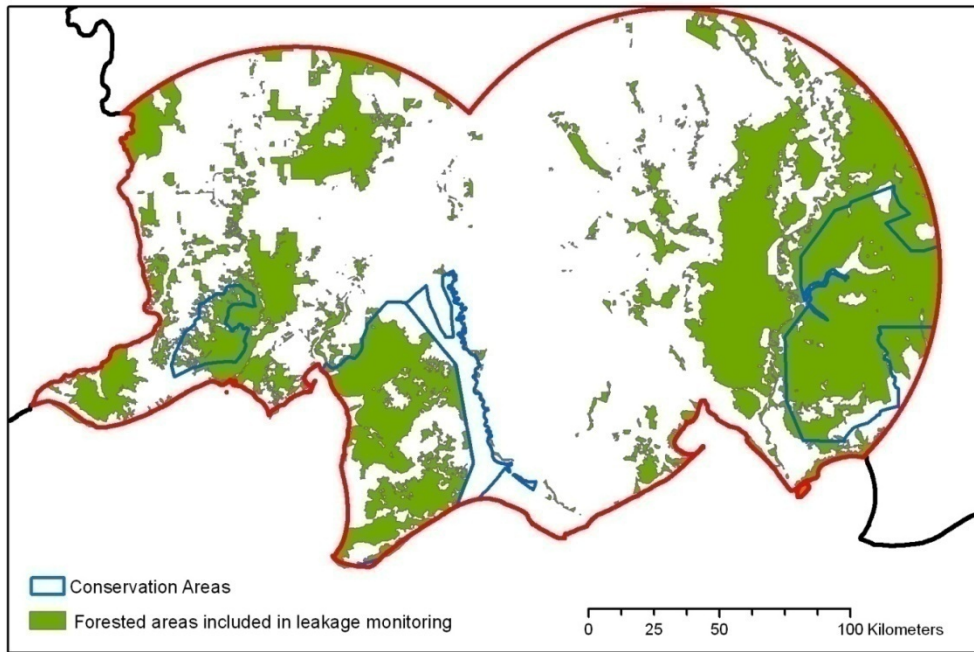 Conservation Areas
Forested areas included in leakage monitoring
0 25 50 100 Kilometers